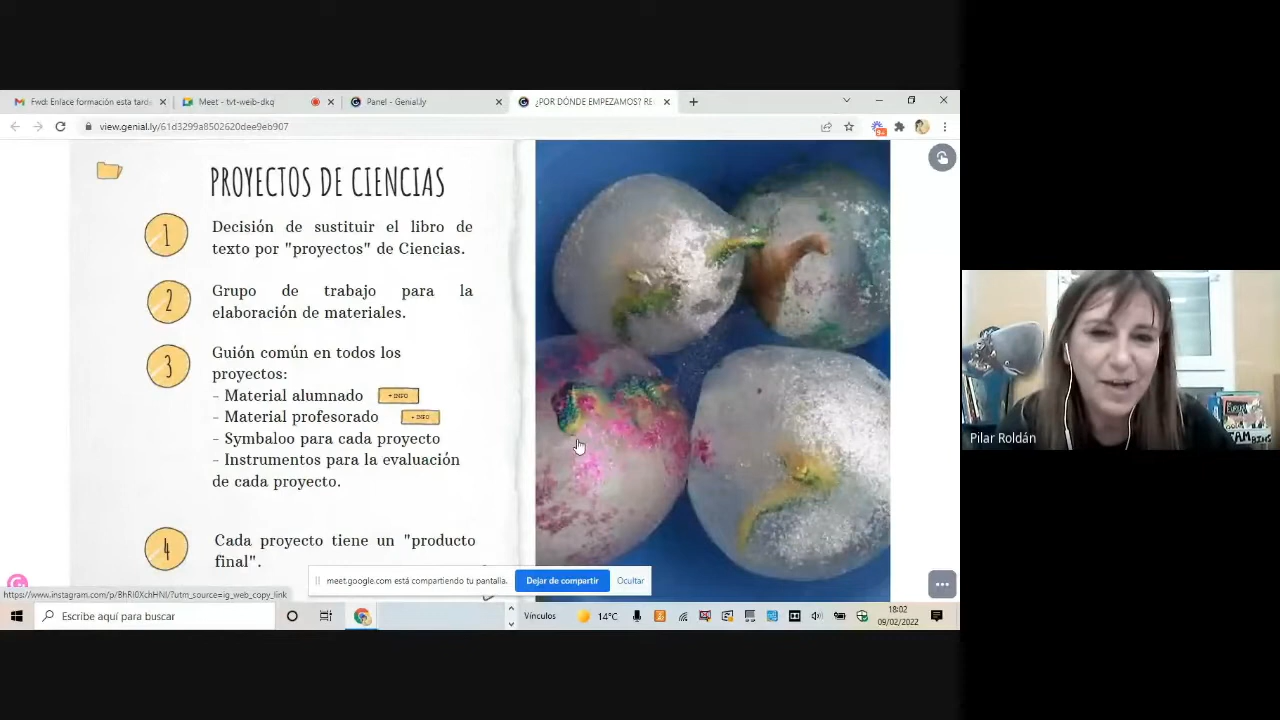 Fwd: Enlace formación esta tard
Meet - tvt-weib-dkq
Panel - Genial.ly
¿POR DÓNDE EMPEZAMOS? RE
view.genial.ly/61d3299a8502620dee9eb907
9+
PROYECTOS DE CIENCIAS
1
Decisión de sustituir el libro de
texto por "proyectos" de Ciencias.
2
Grupo de trabajo para la
elaboración de materiales.
3
Guión común en todos los
proyectos:
- Material alumnado + INFO
- Material profesorado + INFO
- Symbaloo para cada proyecto
- Instrumentos para la evaluación
de cada proyecto.
4
Cada proyecto tiene un "producto
final".
meet.google.com está compartiendo tu pantalla. Dejar de compartir Ocultar
https://www.instagram.com/p/BhRI0XchHNI/?utm_source=ig_web_copy_link
Escribe aquí para buscar
Vínculos
14°C
18:02
09/02/2022
Pilar Roldán